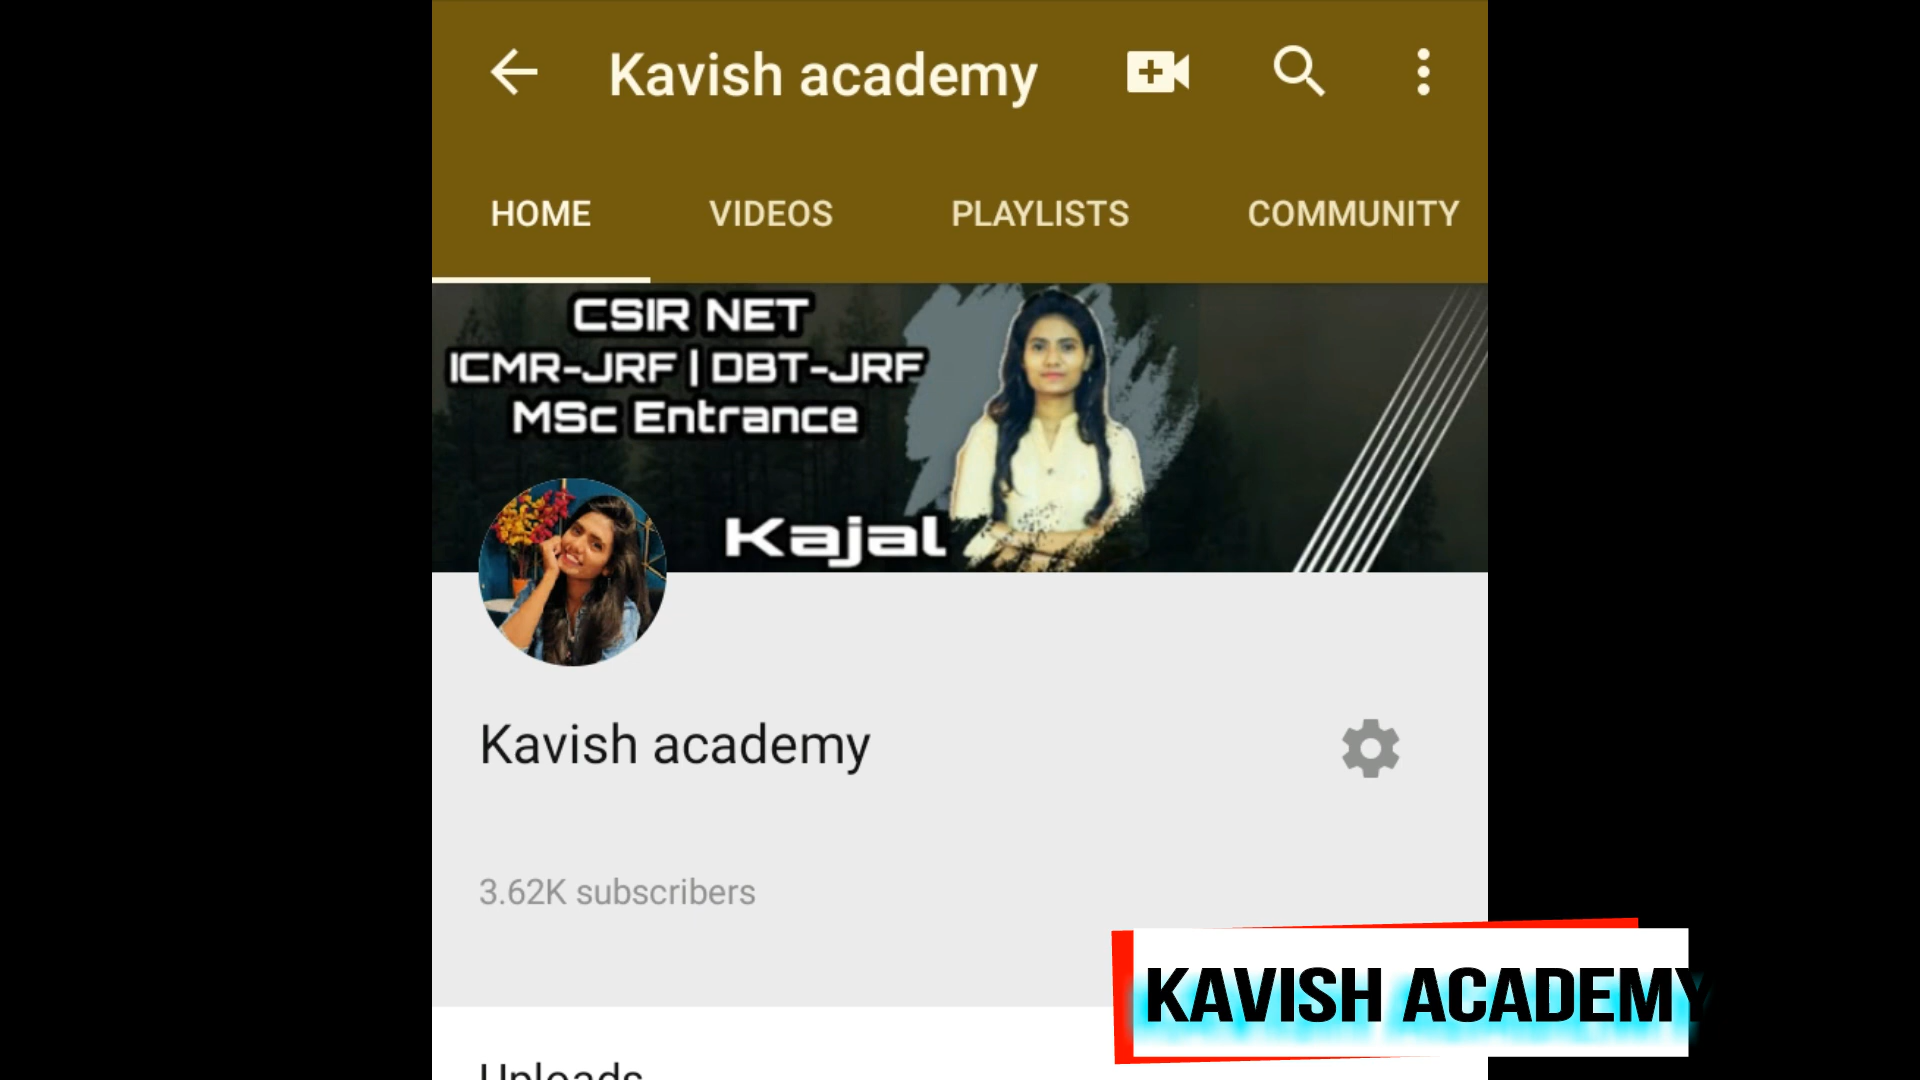 Kavish academy
HOME VIDEOS PLAYLISTS COMMUNITY
CSIR NET
ICMR-JRF | DBT-JRF
MSc Entrance
Kajal
Kavish academy
3.62K subscribers
KAVISH ACADEMY
Uploads